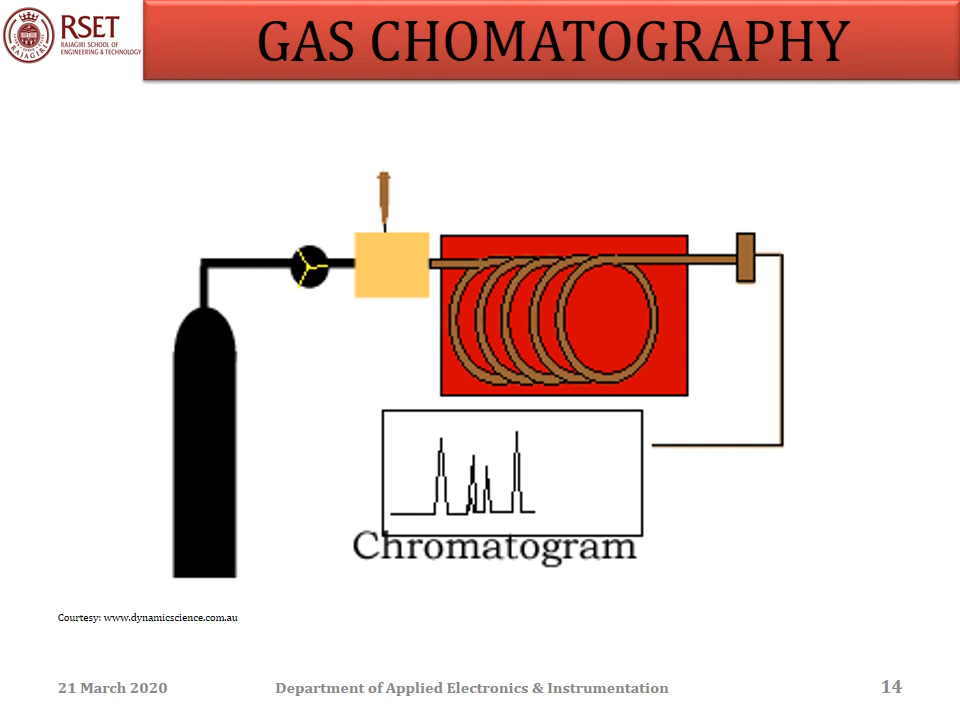 RSET
RAJAGIRI SCHOOL OF
ENGINEERING & TECHNOLOGY
RAJAGIRI
GAS CHOMATOGRAPHY
Chromatogram
Courtesy: www.dynamicscience.com.au
21 March 2020
Department of Applied Electronics & Instrumentation
14